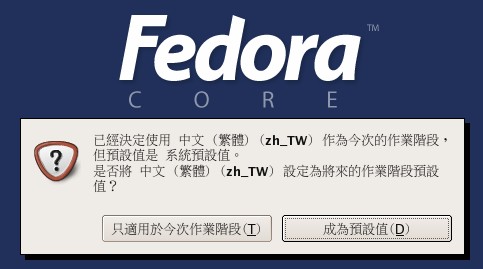 Fedora™
CORE
已經決定使用 中文 (繁體) (zh_TW) 作為今次的作業階段，
但預設值是 系統預設值。
是否將 中文 (繁體) (zh_TW) 設定為將來的作業階段預設
值？
只適用於今次作業階段(T)
成為預設值(D)